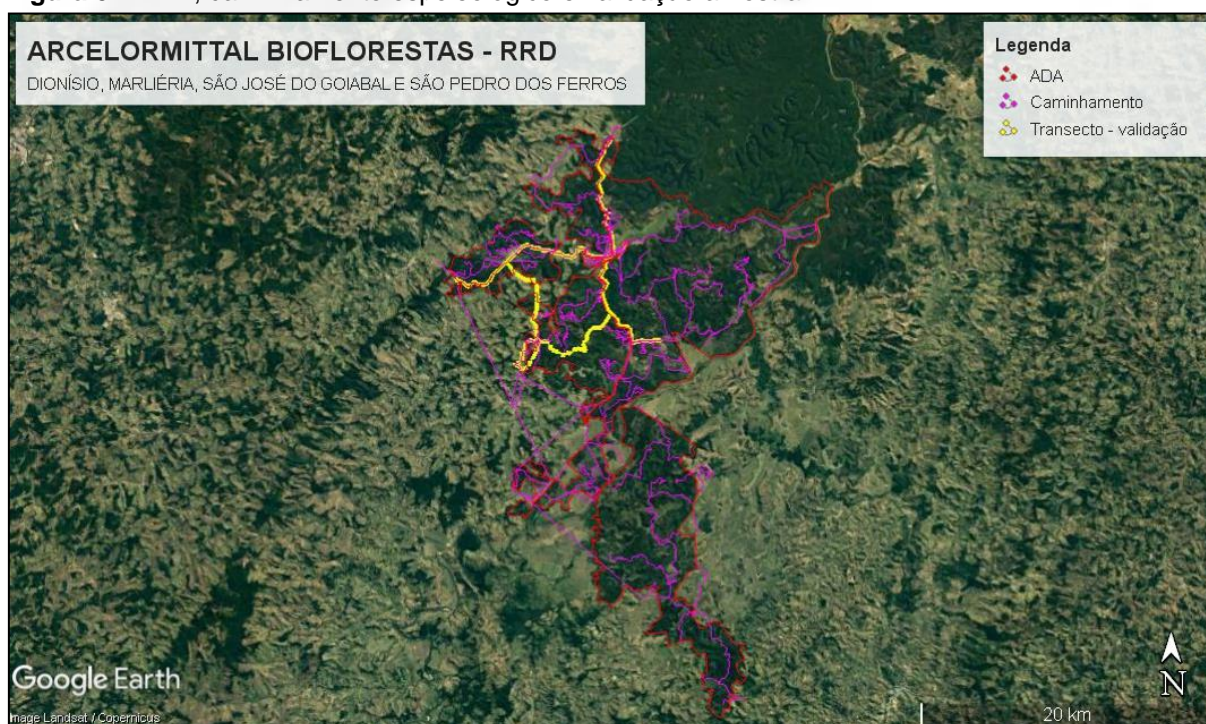 ARCELORMITTAL BIOFLORESTAS - RRD
DIONÍSIO, MARLIÉRIA, SÃO JOSÉ DO GOIABAL E SÃO PEDRO DOS FERROS
Legenda
ADA
Caminhamento
Transecto - validação
Google Earth
Image Landsat / Copernicus
N
20 km